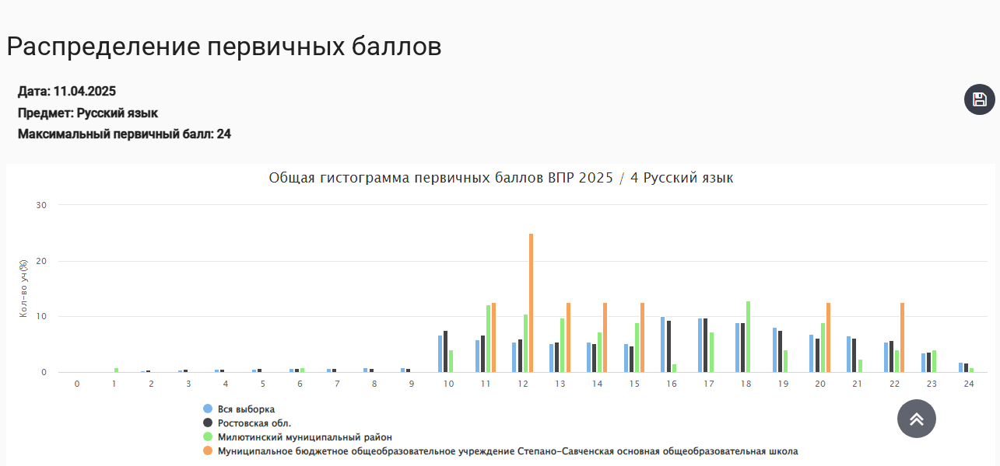 Распределение первичных баллов
Дата: 11.04.2025
Предмет: Русский язык
Максимальный первичный балл: 24
Общая гистограмма первичных баллов ВПР 2025 / 4 Русский язык
30
20
10
0
Кол-во уч(%)
0 1 2 3 4 5 6 7 8 9 10 11 12 13 14 15 16 17 18 19 20 21 22 23 24
Вся выборка
Ростовская обл.
Милютинский муниципальный район
Муниципальное бюджетное общеобразовательное учреждение Степано-Савченская основная общеобразовательная школа